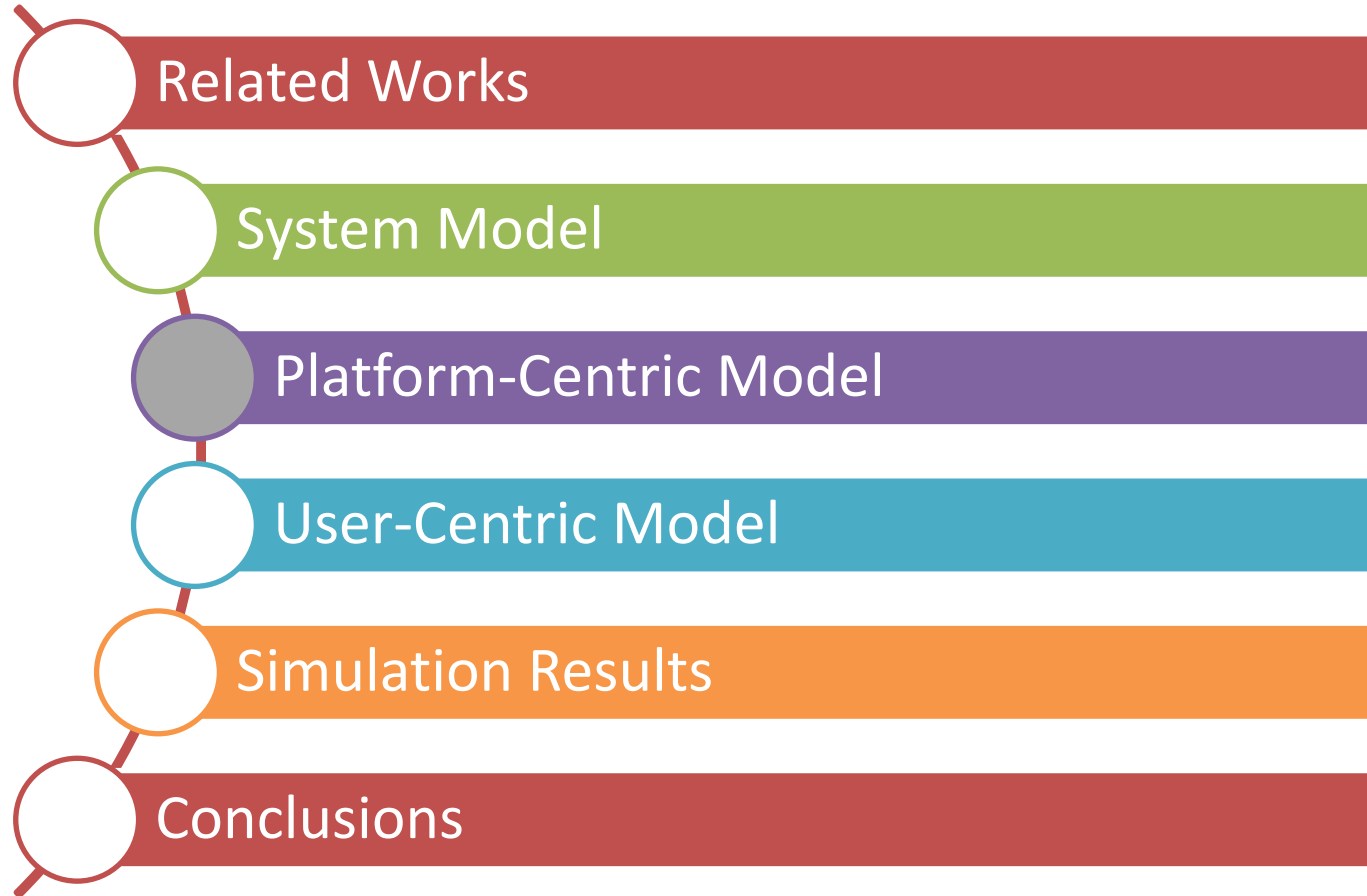 Related Works
System Model
Platform-Centric Model
User-Centric Model
Simulation Results
Conclusions